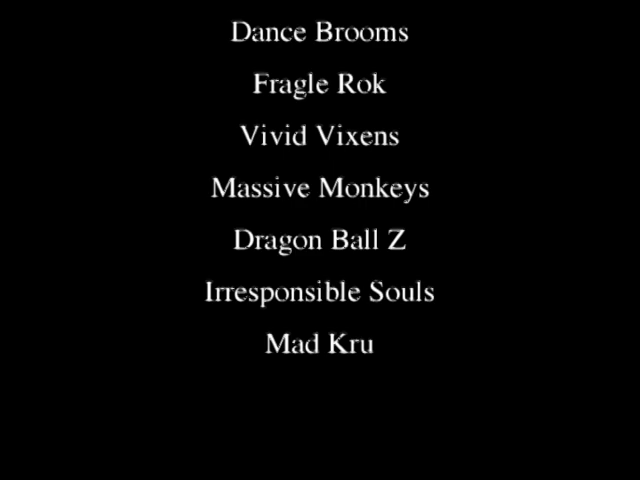 Dance Brooms
Fragle Rok
Vivid Vixens
Massive Monkeys
Dragon Ball Z
Irresponsible Souls
Mad Kru